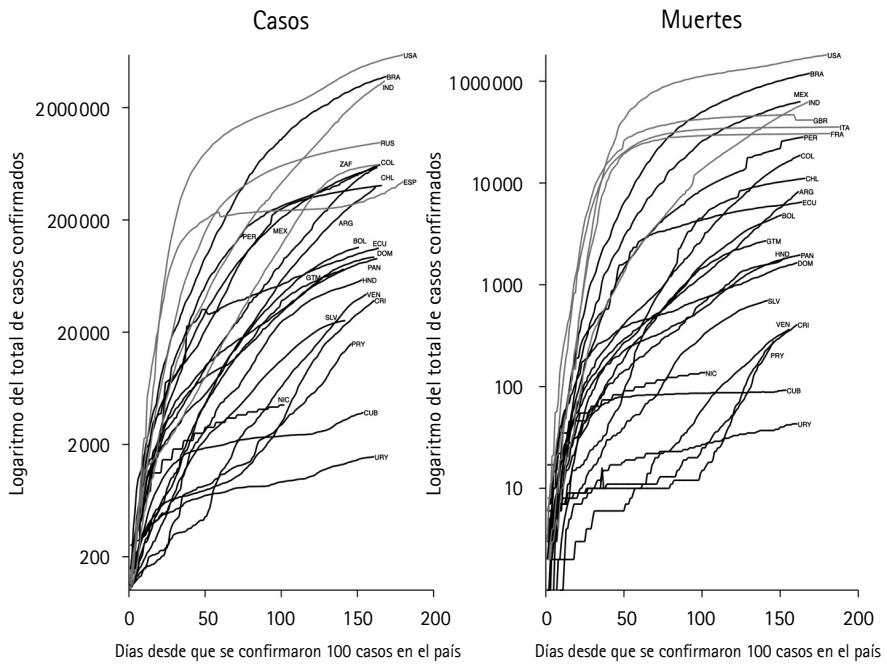 Casos
Muertes
Logaritmo del total de casos confirmados
2000000
200000
20000
2000
200
USA
BRA
IND
RUS
ZAF
COL
CHL
ESP
ARG
PER
MEX
BOL
ECU
DOM
PAN
GTM
HND
VEN
CRI
SLV
PRY
NIC
CUB
URY
0
50
100
150
200
Días desde que se confirmaron 100 casos en el país
Logaritmo del total de casos confirmados
1000000
10000
1000
100
10
USA
BRA
MEX
IND
GBR
ITA
FRA
PER
COL
CHL
ARG
ECU
BOL
GTM
HND
PAN
DOM
SLV
VEN
CRI
PRY
NIC
CUB
URY
0
50
100
150
200
Días desde que se confirmaron 100 casos en el país